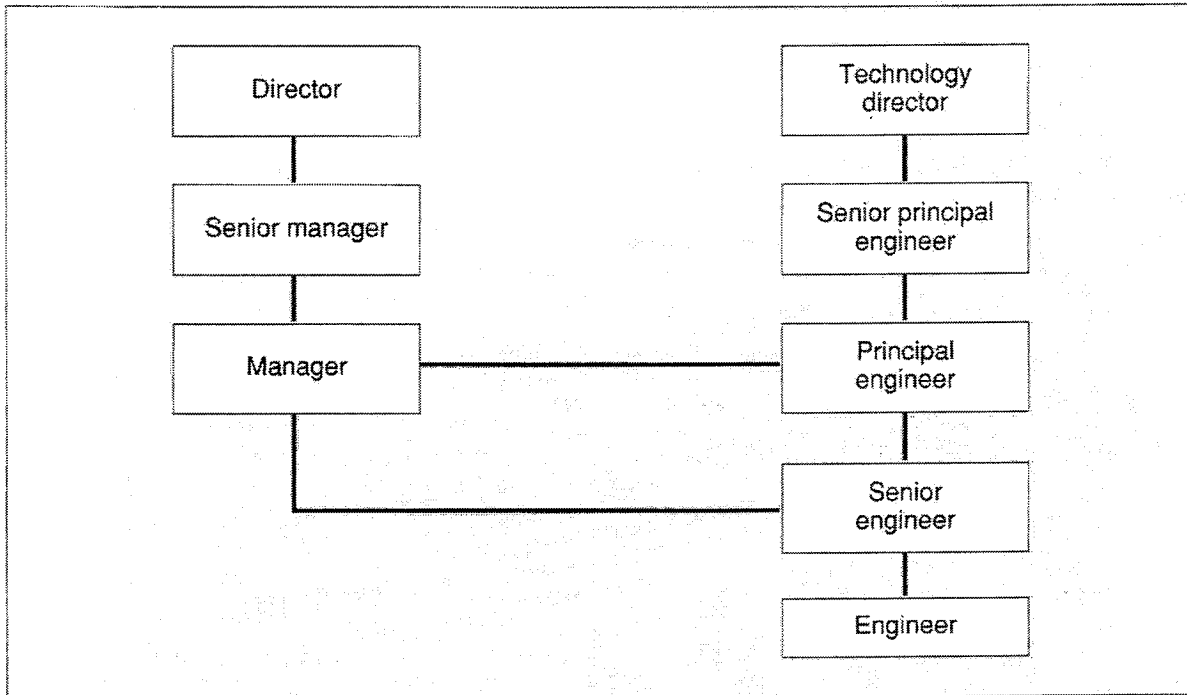 Director
Technology
director
Senior manager
Senior principal
engineer
Manager
Principal
engineer
Senior
engineer
Engineer